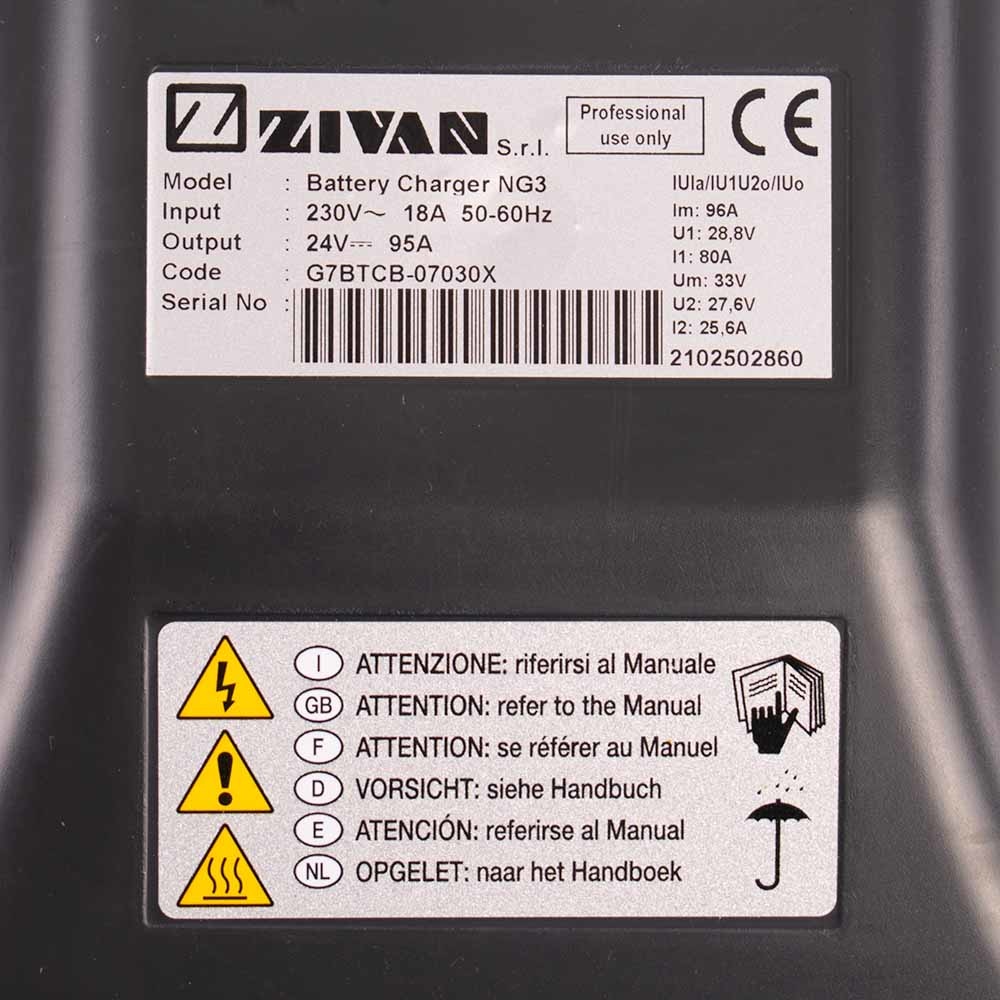 Z ZIVAN S.r.l.
Professional
use only
CE
Model : Battery Charger NG3
Input : 230V~ 18A 50-60Hz
Output : 24V⎓ 95A
Code : G7BTCB-07030X
Serial No :
IUIa/IU1U2o/IUo
Im: 96A
U1: 28,8V
I1: 80A
Um: 33V
U2: 27,6V
I2: 25,6A
2102502860
I ATTENZIONE: riferirsi al Manuale
GB ATTENTION: refer to the Manual
F ATTENTION: se référer au Manuel
D VORSICHT: siehe Handbuch
E ATENCIÓN: referirse al Manual
NL OPGELET: naar het Handboek